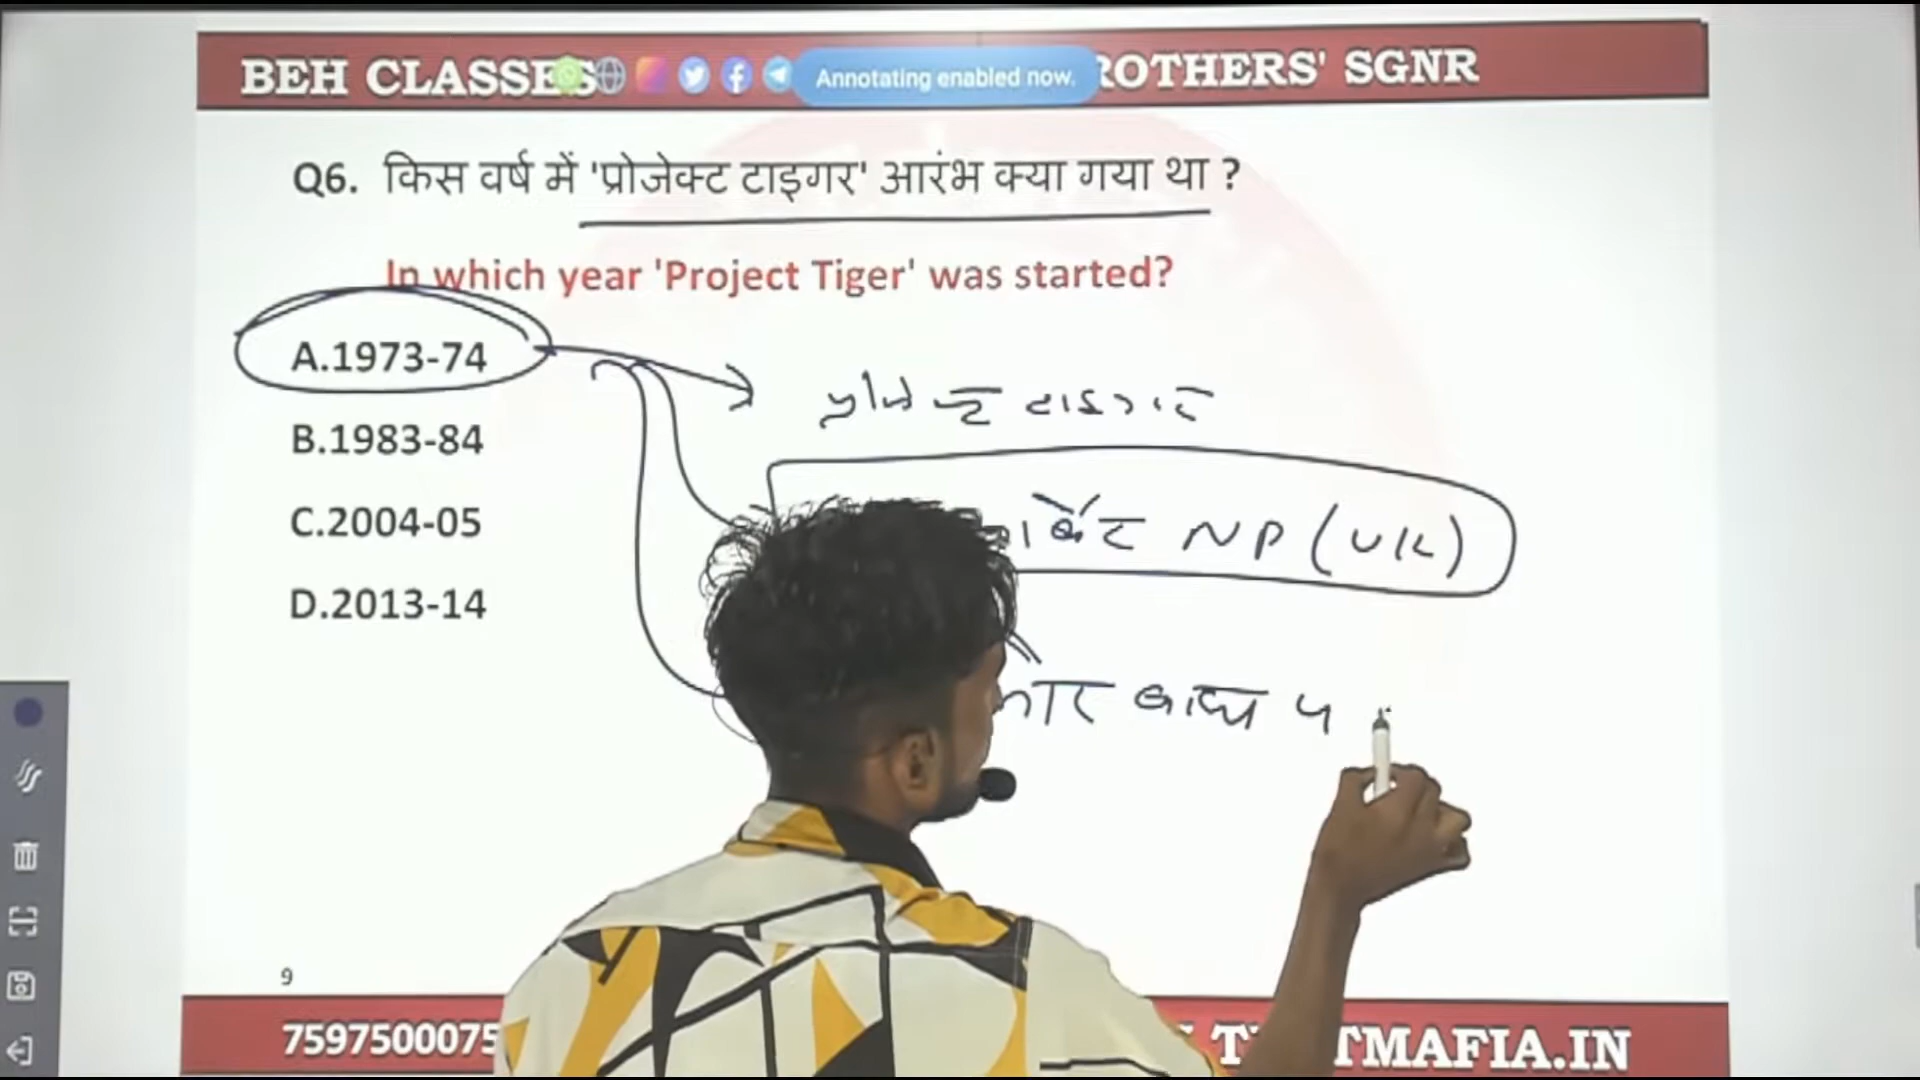 BEH CLASSES ROTHERS' SGNR
Annotating enabled now.
Q6. किस वर्ष में 'प्रोजेक्ट टाइगर' आरंभ क्या गया था ?
In which year 'Project Tiger' was started?
A.1973-74
B.1983-84
C.2004-05
D.2013-14
टाइगर
र्बेट NP (UK)
बाघ प
9
7597500075 TMAFIA.IN